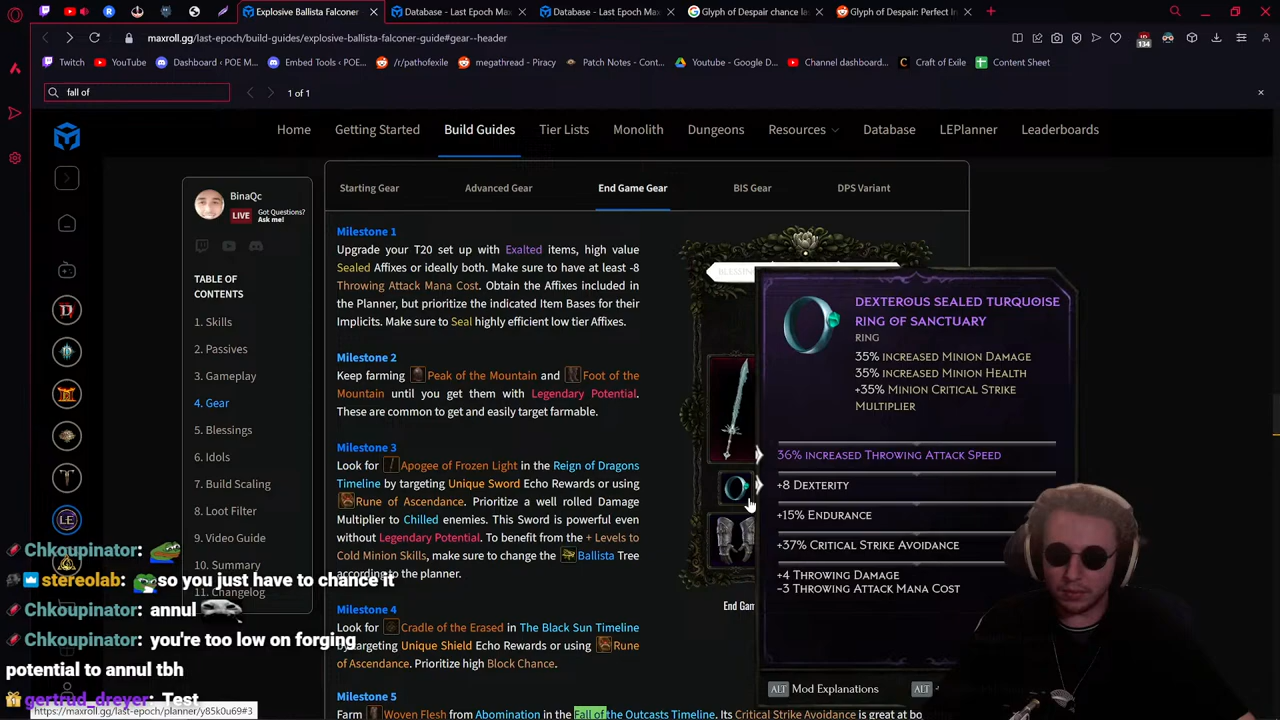 Explosive Ballista Falconer
Database - Last Epoch Max
Database - Last Epoch Max
Glyph of Despair chance la
Glyph of Despair: Perfect In
maxroll.gg/last-epoch/build-guides/explosive-ballista-falconer-guide#gear--header
134
Twitch
YouTube
Dashboard ‹ POE M...
Embed Tools ‹ POE...
/r/pathofexile
megathread - Piracy
Patch Notes - Cont...
Youtube - Google D...
Channel dashboard...
Craft of Exile
Content Sheet
fall of
1 of 1
Home
Getting Started
Build Guides
Tier Lists
Monolith
Dungeons
Resources
Database
LEPlanner
Leaderboards
BinaQc
LIVE
Got Questions?
Ask me!
TABLE OF
CONTENTS
1. Skills
2. Passives
3. Gameplay
4. Gear
5. Blessings
6. Idols
7. Build Scaling
8. Loot Filter
9. Video Guide
10. Summary
11. Changelog
Starting Gear
Advanced Gear
End Game Gear
BIS Gear
DPS Variant
Milestone 1
Upgrade your T20 set up with Exalted items, high value
Sealed Affixes or ideally both. Make sure to have at least -8
Throwing Attack Mana Cost. Obtain the Affixes included in
the Planner, but prioritize the indicated Item Bases for their
Implicits. Make sure to Seal highly efficient low tier Affixes.
Milestone 2
Keep farming Peak of the Mountain and Foot of the
Mountain until you get them with Legendary Potential.
These are common to get and easily target farmable.
Milestone 3
Look for Apogee of Frozen Light in the Reign of Dragons
Timeline by targeting Unique Sword Echo Rewards or using
Rune of Ascendance. Prioritize a well rolled Damage
Multiplier to Chilled enemies. This Sword is powerful even
without Legendary Potential. To benefit from the + Levels to
Cold Minion Skills, make sure to change the Ballista Tree
according to the planner.
Milestone 4
Look for Cradle of the Erased in The Black Sun Timeline
by targeting Unique Shield Echo Rewards or using Rune
of Ascendance. Prioritize high Block Chance.
Milestone 5
Farm Woven Flesh from Abomination in the Fall of the Outcasts Timeline. Its Critical Strike Avoidance is great at bo
End Gam
DEXTEROUS SEALED TURQUOISE
RING OF SANCTUARY
RING
35% INCREASED MINION DAMAGE
35% INCREASED MINION HEALTH
+35% MINION CRITICAL STRIKE
MULTIPLIER
36% INCREASED THROWING ATTACK SPEED
+8 DEXTERITY
+15% ENDURANCE
+37% CRITICAL STRIKE AVOIDANCE
+4 THROWING DAMAGE
-3 THROWING ATTACK MANA COST
ALT Mod Explanations
ALT
Chkoupinator:
stereolab: so you just have to chance it
Chkoupinator: annul
Chkoupinator: you're too low on forging
potential to annul tbh
gertrud_dreyer: Test
https://maxroll.gg/last-epoch/planner/y85k0u69#3